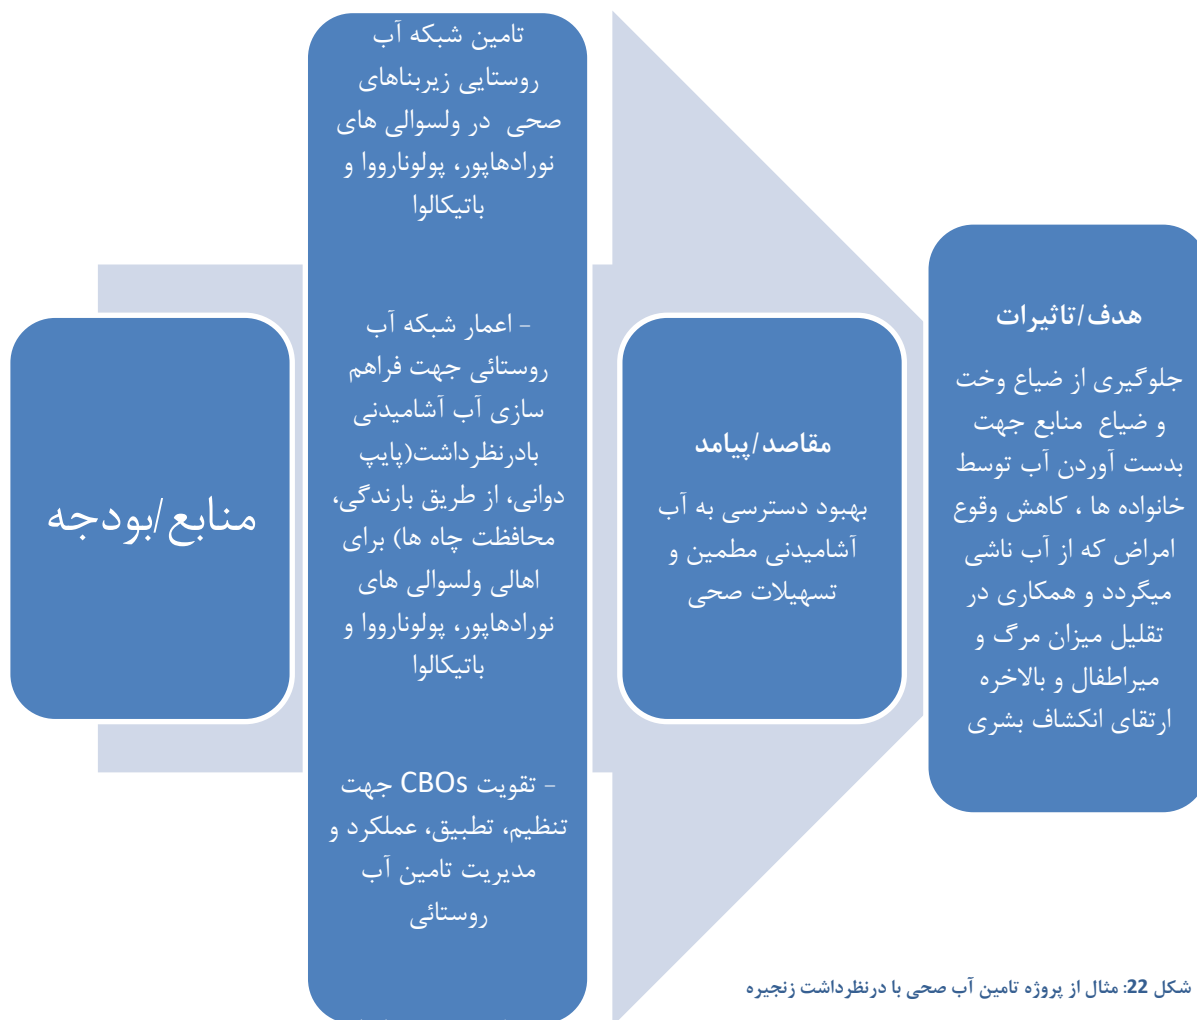 منابع/بودجه
تامین شبکه آب
روستایی زیربناهای
صحی در ولسوالی های
نورادهاپور، پولونارووا و
باتیکالوا
- اعمار شبکه آب
روستائی جهت فراهم
سازی آب آشامیدنی
بادرنظرداشت(پایپ
دوانی، از طریق بارندگی،
محافظت چاه ها) برای
اهالی ولسوالی های
نورادهاپور، پولونارووا و
باتیکالوا
- تقویت CBOs جهت
تنظیم، تطبیق، عملکرد و
مدیریت تامین آب
روستائی
مقاصد/پیامد
بهبود دسترسی به آب
آشامیدنی مطمین و
تسهیلات صحی
هدف/تاثیرات
جلوگیری از ضیاع وخت
و ضیاع منابع جهت
بدست آوردن آب توسط
خانواده ها ، کاهش وقوع
امراض که از آب ناشی
میگردد و همکاری در
تقلیل میزان مرگ و
میراطفال و بالاخره
ارتقای انکشاف بشری
شکل 22: مثال از پروژه تامین آب صحی با درنظرداشت زنجیره